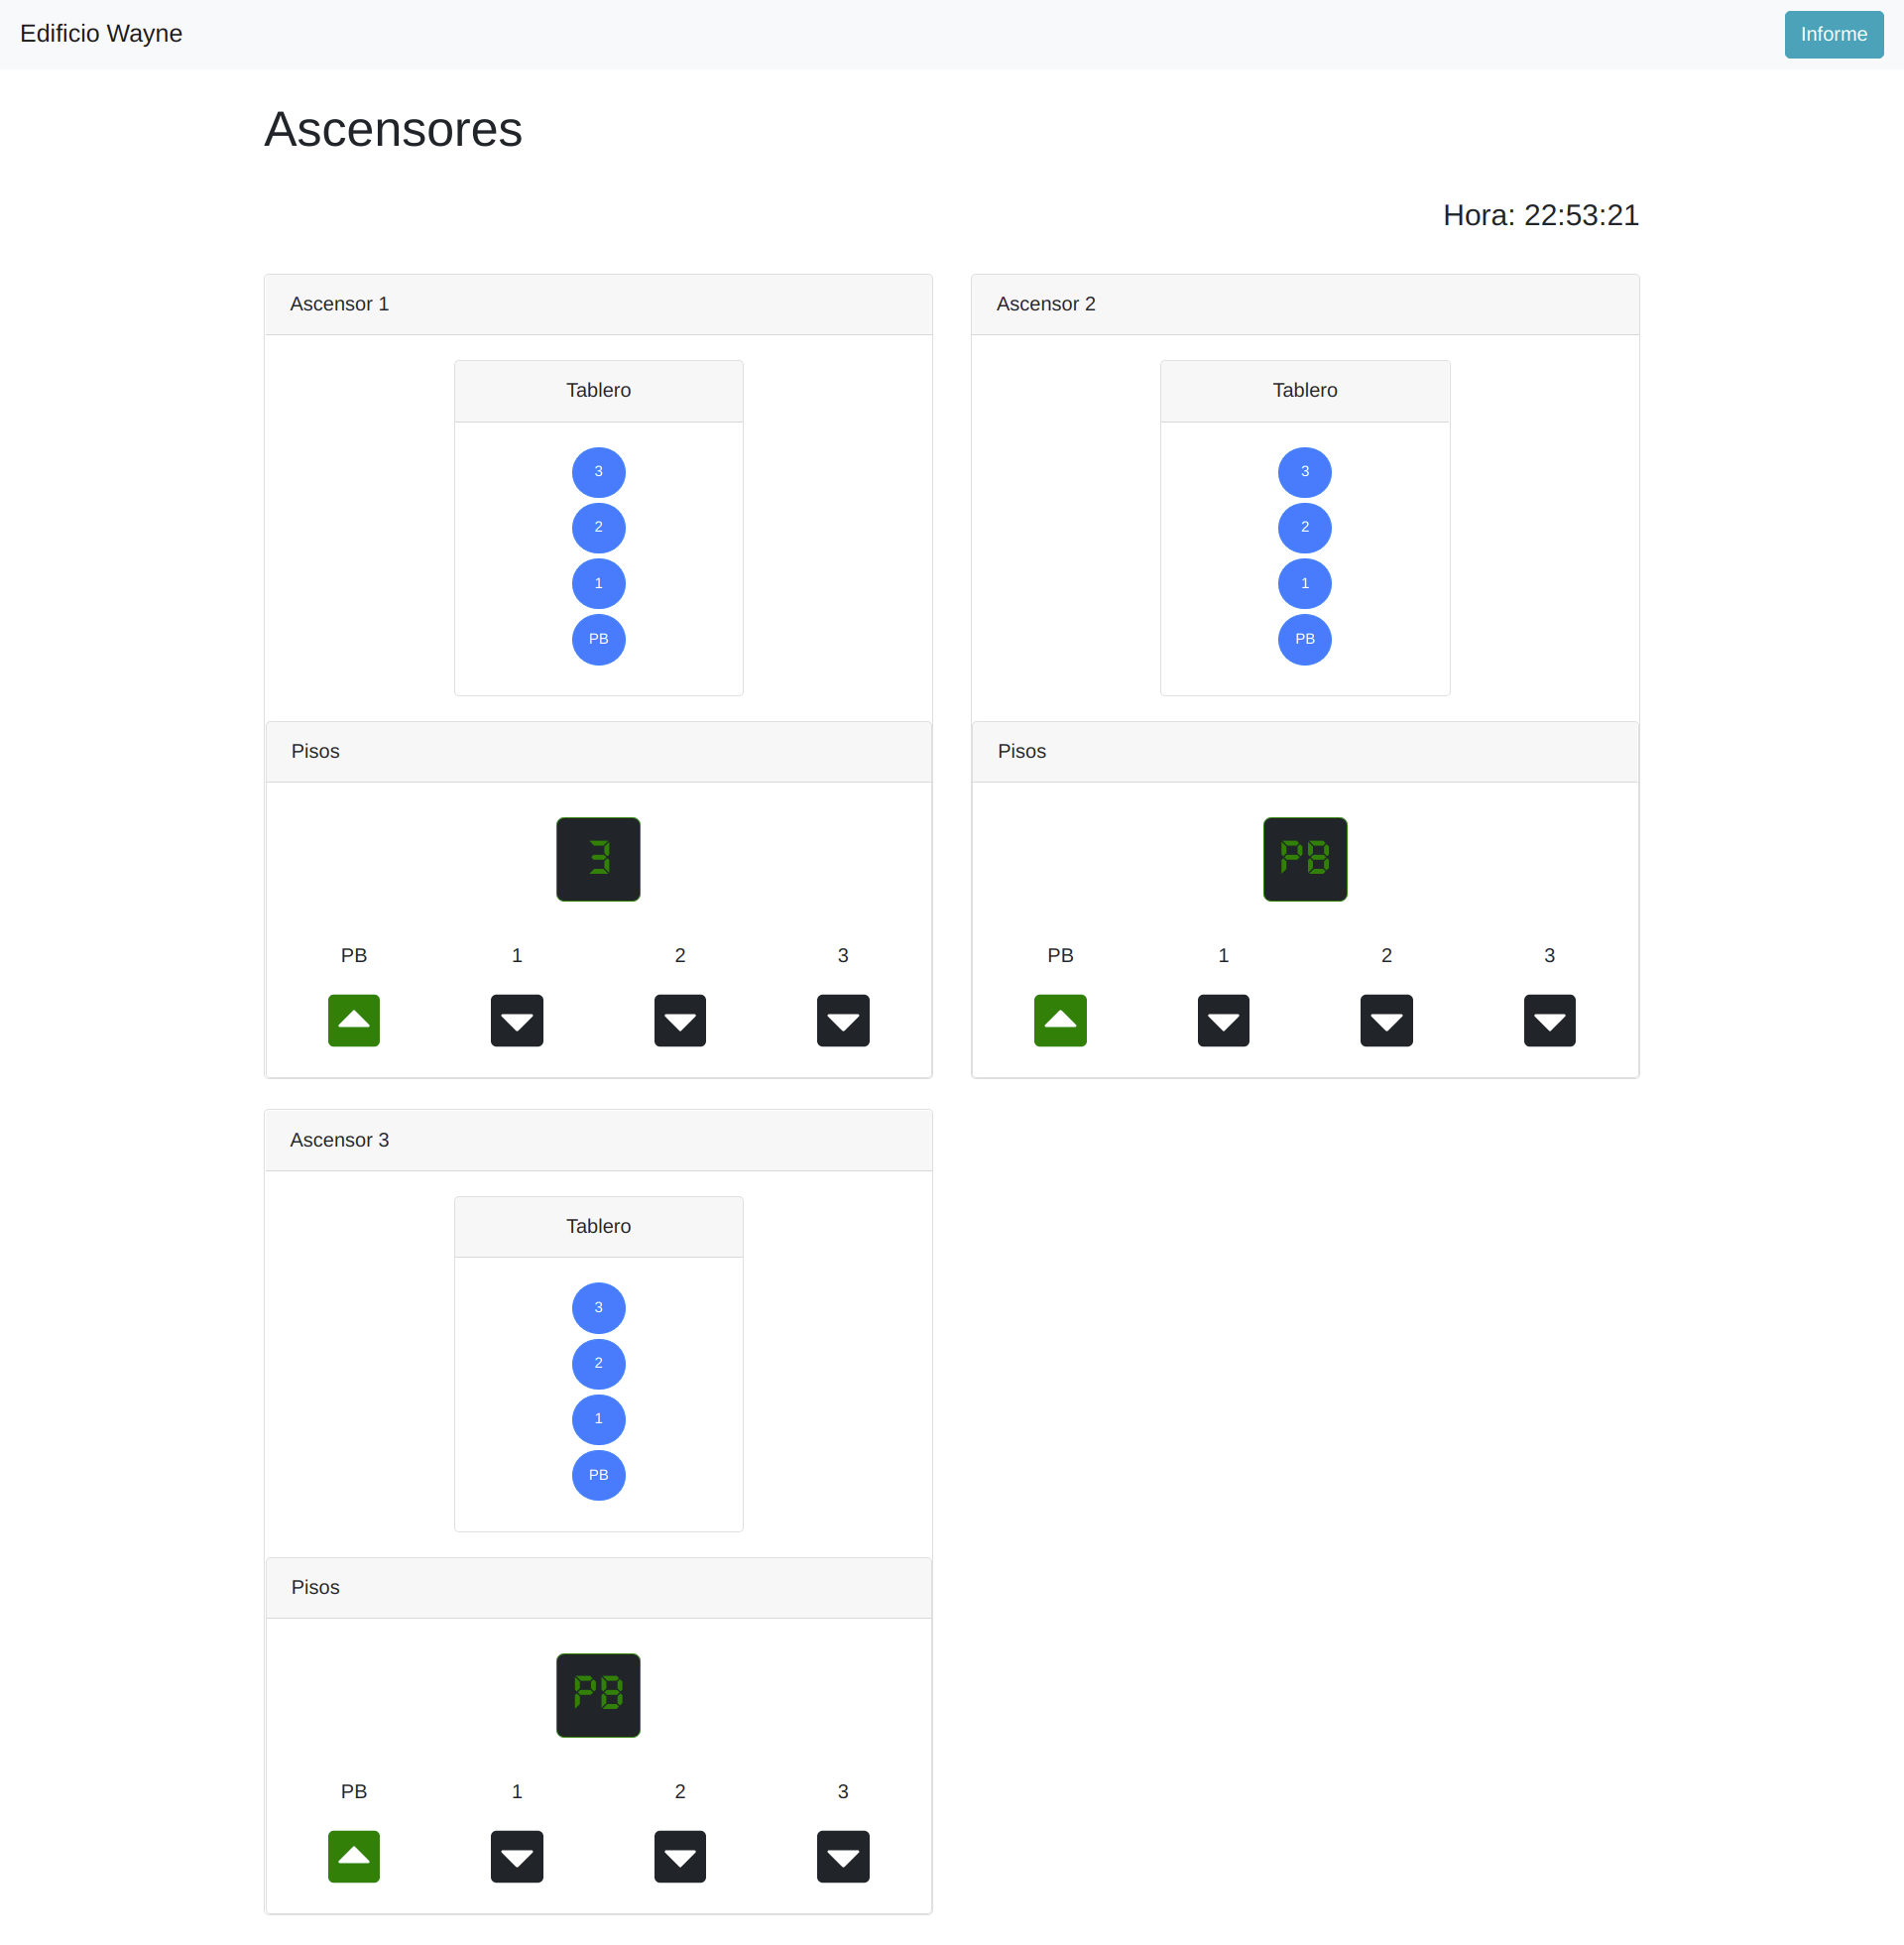 Edificio Wayne
Informe
Ascensores
Hora: 22:53:21
Ascensor 1
Tablero
3
2
1
PB
Pisos
3
PB 1 2 3
Ascensor 2
Tablero
3
2
1
PB
Pisos
PB
PB 1 2 3
Ascensor 3
Tablero
3
2
1
PB
Pisos
PB
PB 1 2 3